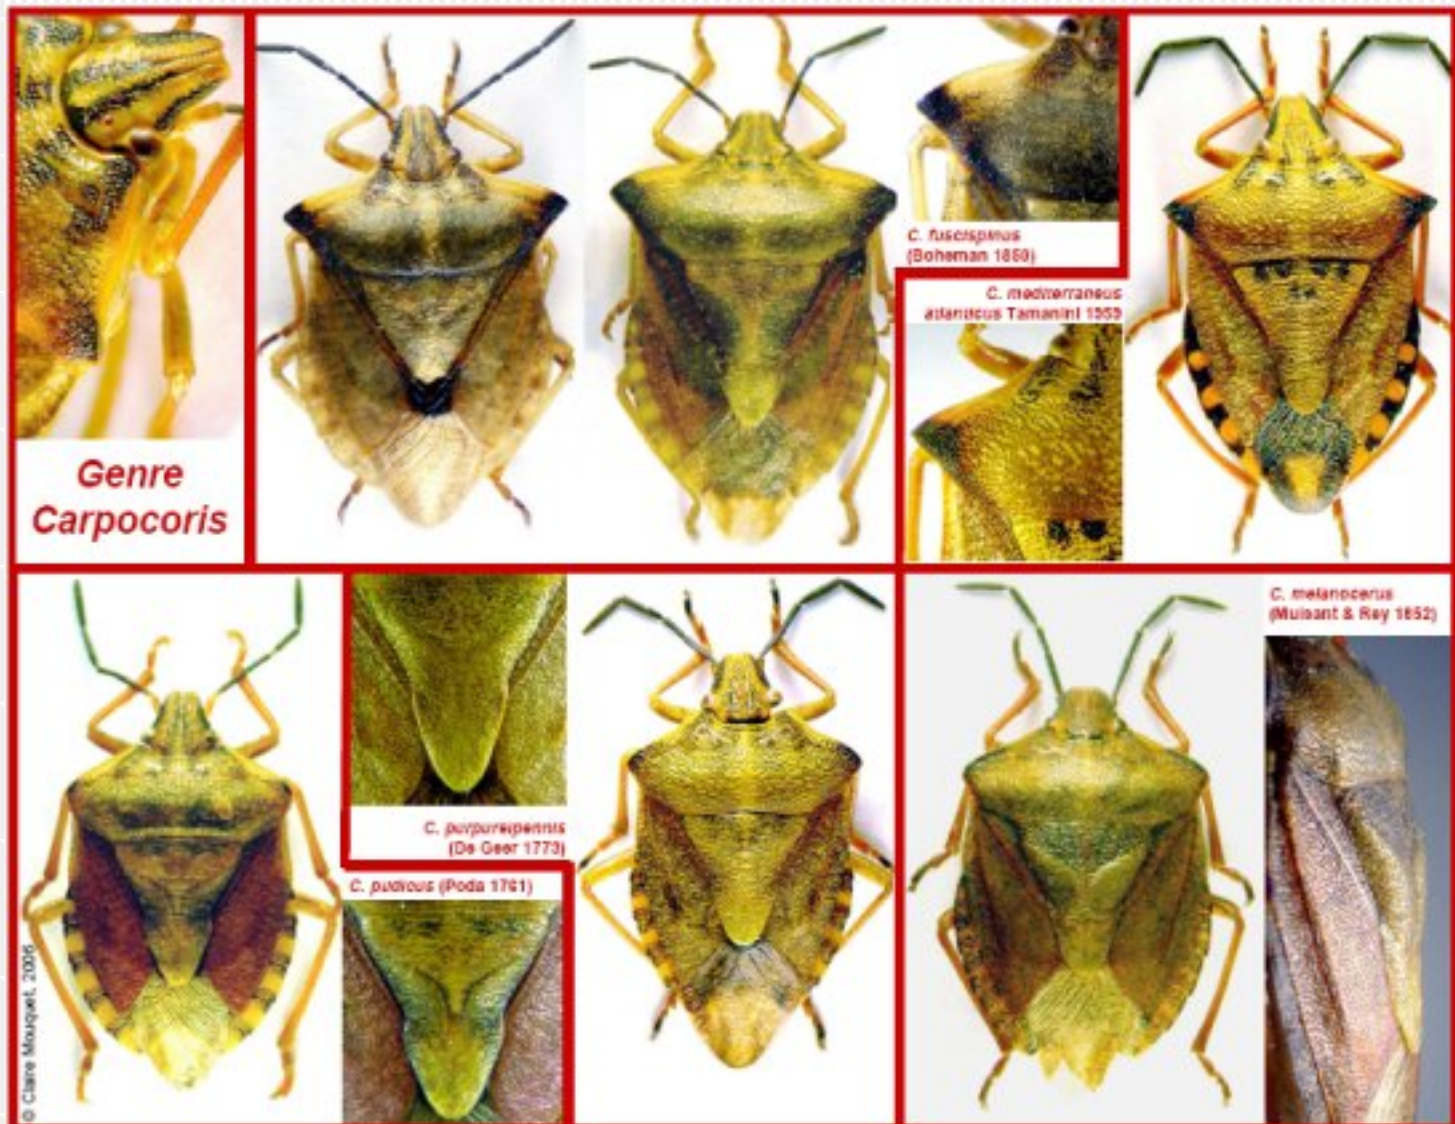 Genre
Carpocoris
C. fuscispinus
(Boheman 1850)
C. mediterraneus
atlanticus Tamanini 1959
C. purpureipennis
(De Geer 1773)
C. pudicus (Poda 1761)
C. melanocerus
(Mulsant & Rey 1852)
© Claire Mouquet, 2006